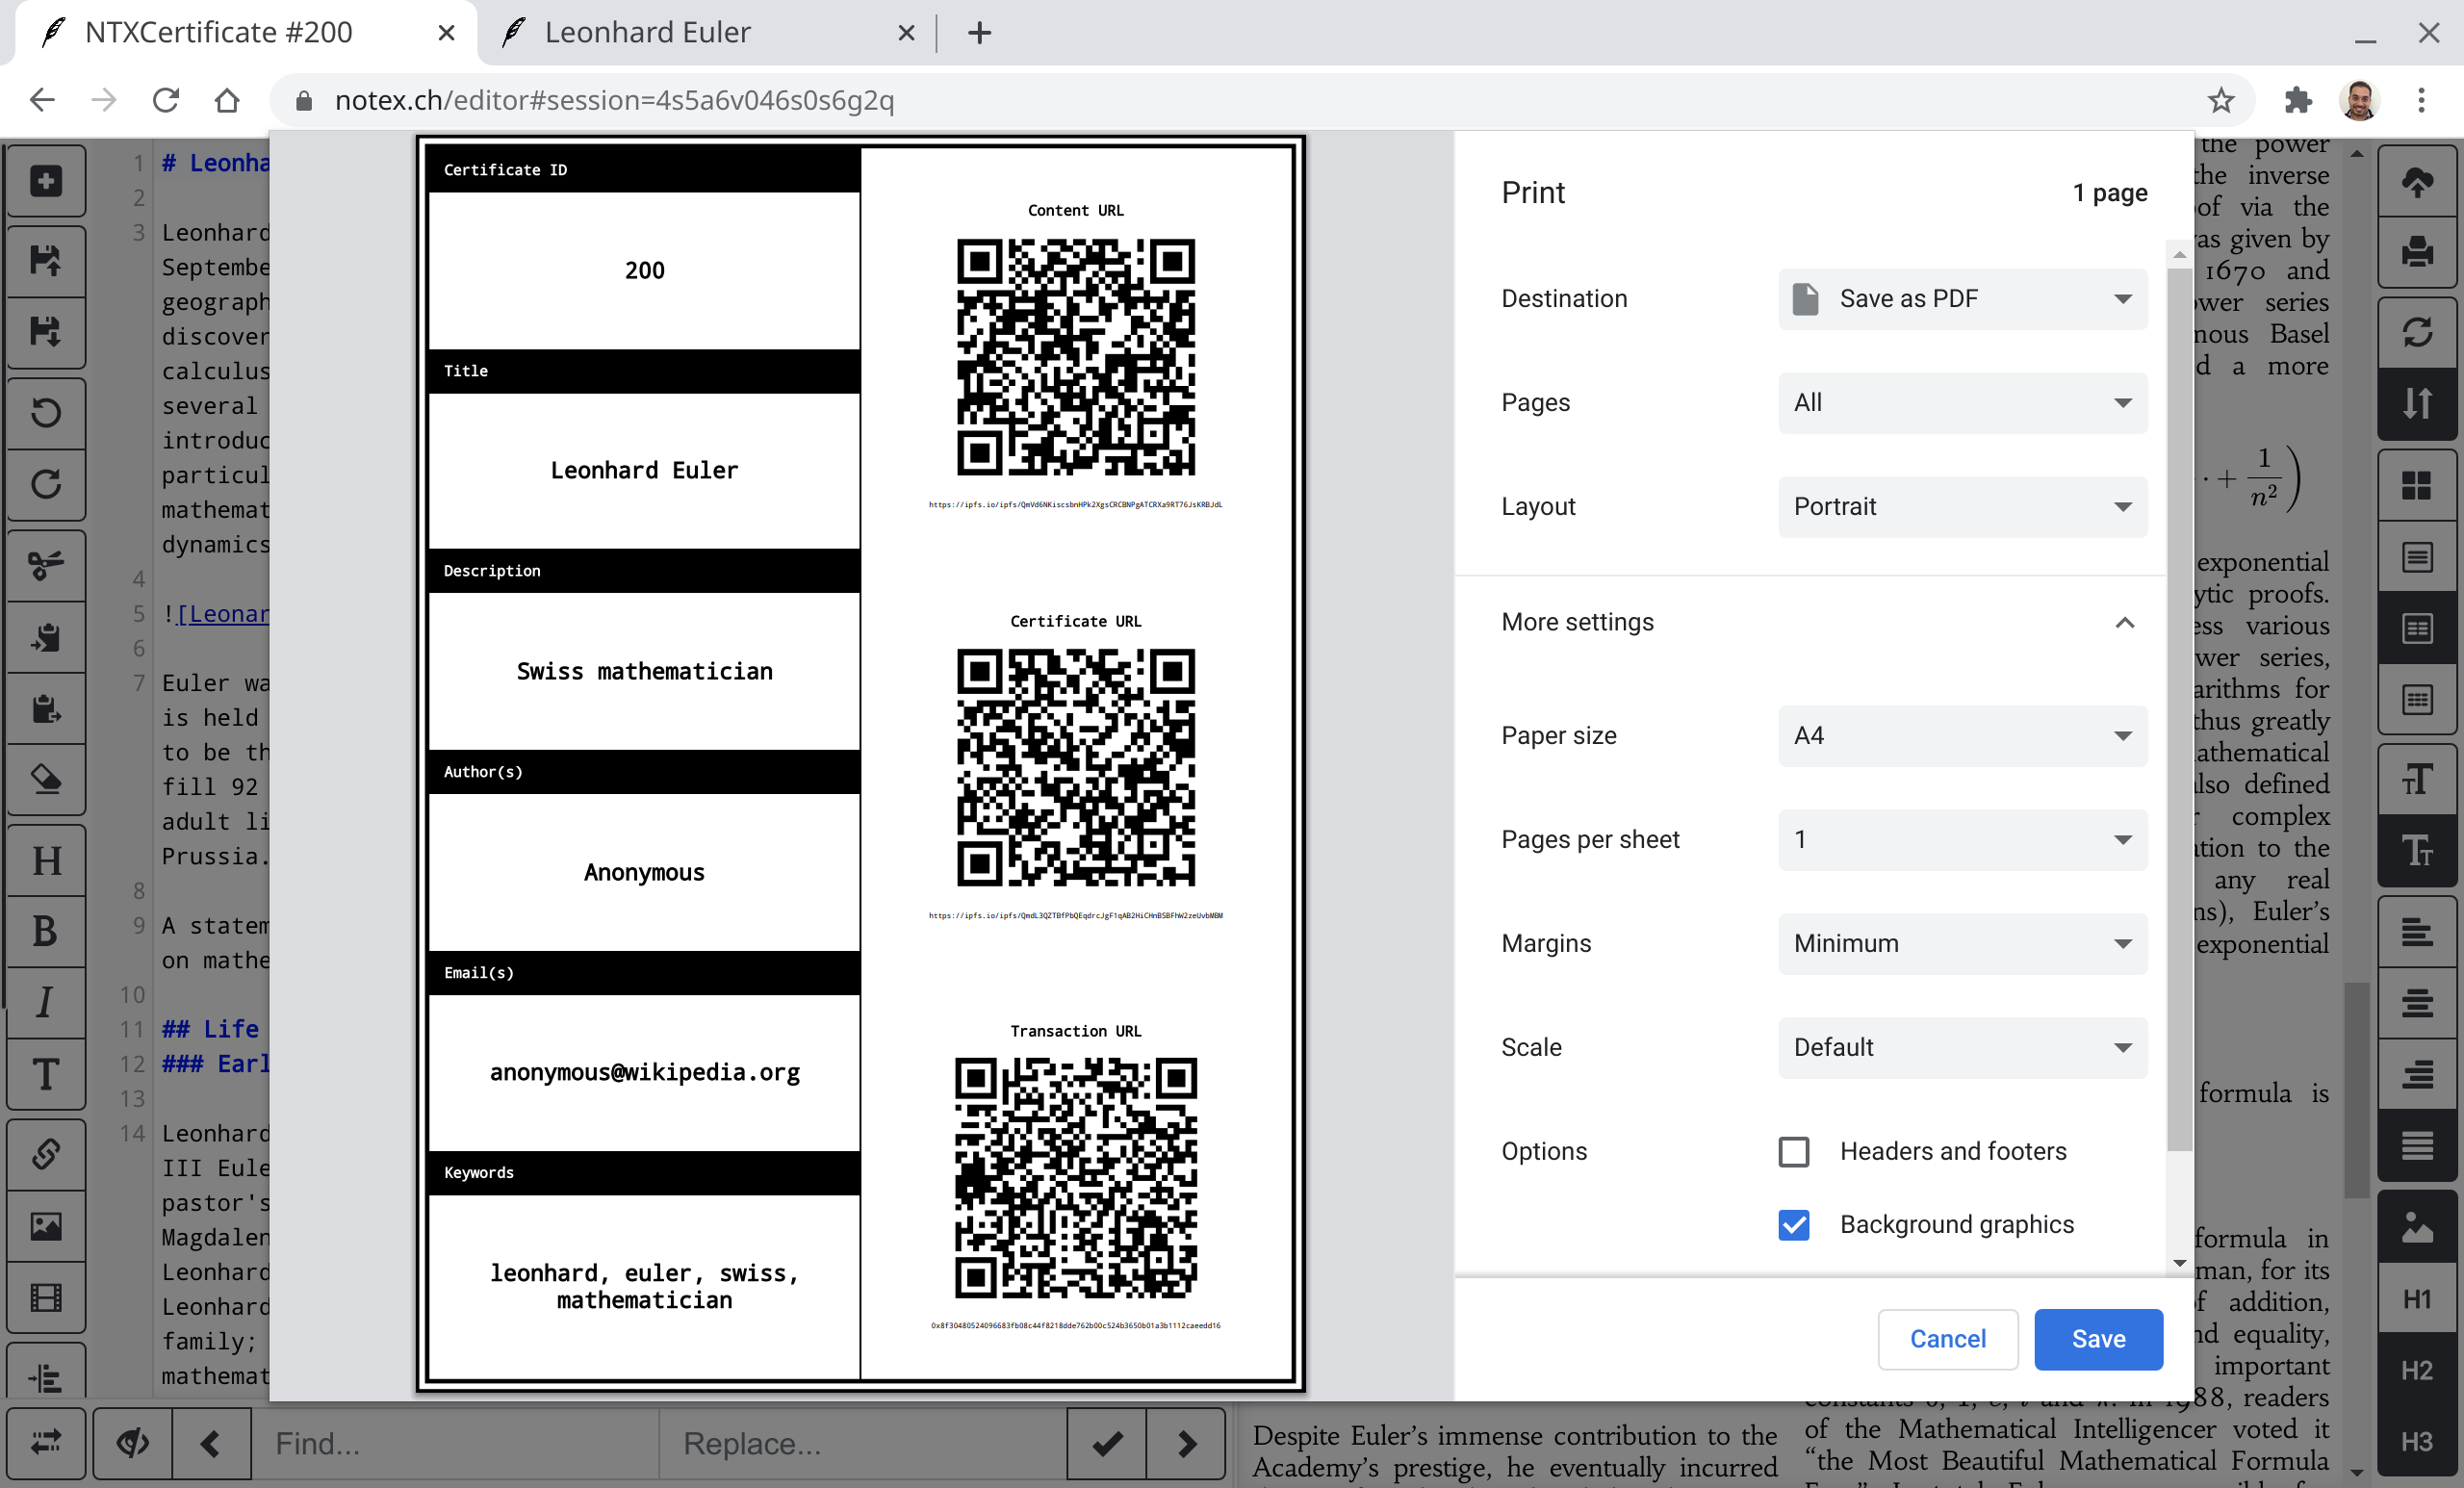 NTXCertificate #200
Leonhard Euler
notex.ch/editor#session=4s5a6v046s0s6g2q
1 # Leonha
2
3 Leonhard
Septembe
geograph
discover
calculus
several
introduc
particul
mathemat
dynamics
4
5 ![Leonar
6
7 Euler wa
is held
to be th
fill 92
adult li
Prussia.
8
9 A statem
on mathe
10
11 ## Life
12 ### Earl
13
14 Leonhard
III Eule
pastor's
Magdalen
Leonhard
Leonhard
family;
mathemat
H
B
I
T
Find...
Replace...
Certificate ID
200
Title
Leonhard Euler
Description
Swiss mathematician
Author(s)
Anonymous
Email(s)
anonymous@wikipedia.org
Keywords
leonhard, euler, swiss,
mathematician
Content URL
Certificate URL
Transaction URL
Print
1 page
Destination
Save as PDF
Pages
All
Layout
Portrait
More settings
Paper size
A4
Pages per sheet
1
Margins
Minimum
Scale
Default
Options
Headers and footers
Background graphics
Cancel
Save
the power
the inverse
of via the
as given by
1670 and
wer series
nous Basel
d a more
· + 1/n²)
exponential
ytic proofs.
ess various
wer series,
arithms for
thus greatly
athematical
lso defined
complex
ation to the
any real
ns), Euler's
exponential
formula is
formula in
man, for its
of addition,
nd equality,
important
988, readers
of the Mathematical Intelligencer voted it
“the Most Beautiful Mathematical Formula
Despite Euler’s immense contribution to the
Academy’s prestige, he eventually incurred
TT
TT
H1
H2
H3